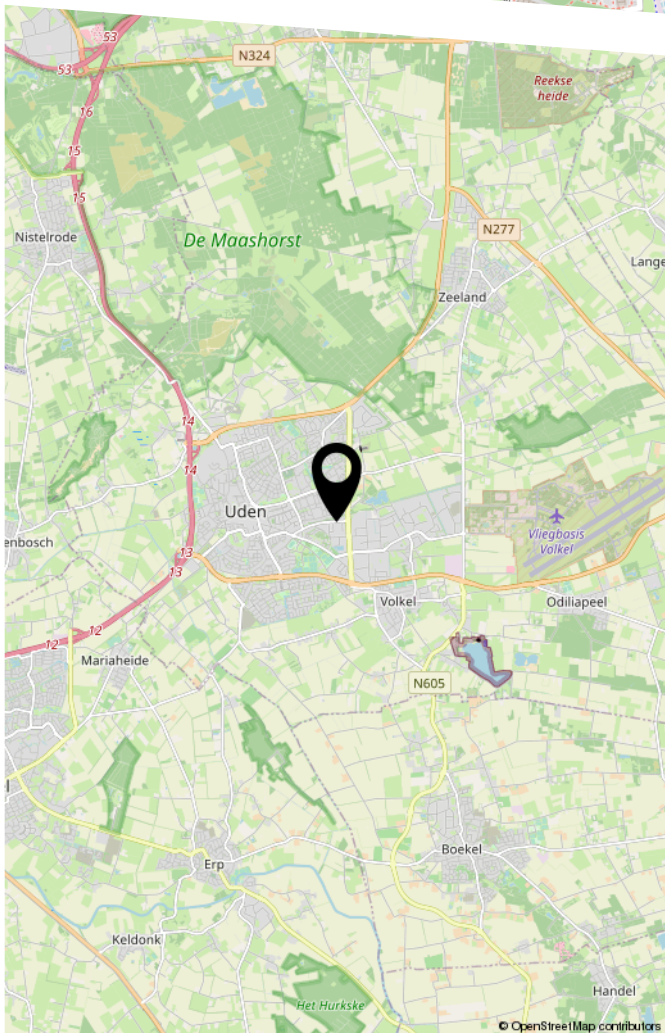 53
53
N324
Reekse
heide
16
15
15
Nistelrode
De Maashorst
N277
Lange
Zeeland
14
14
Uden
enbosch
Vliegbasis
Volkel
13
13
Volkel
Odiliapeel
12
12
Mariaheide
N605
el
Boekel
Erp
Keldonk
Handel
Het Hurkske
© OpenStreetMap contributors